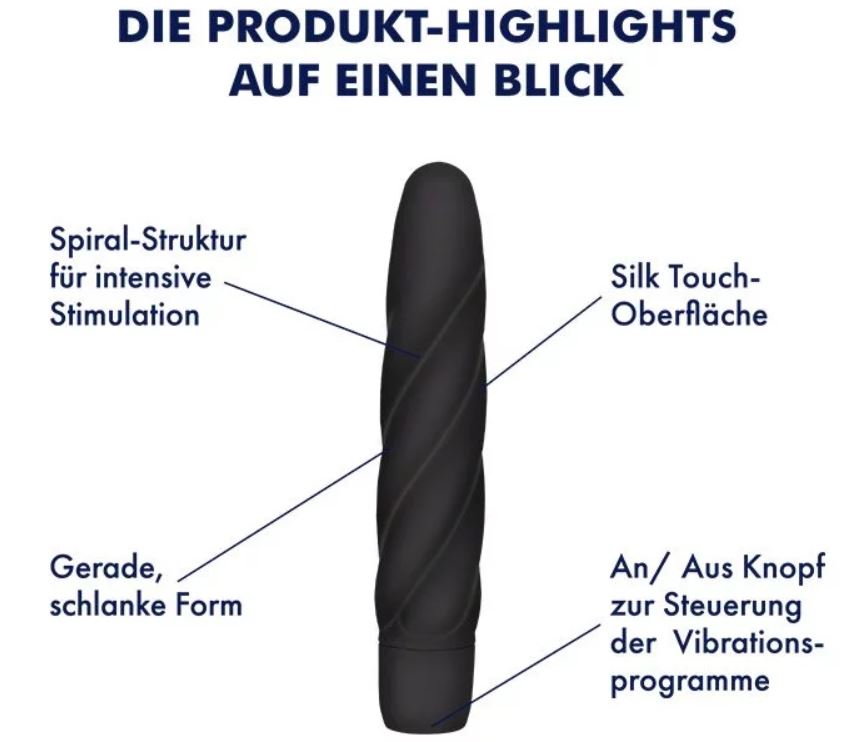 DIE PRODUKT-HIGHLIGHTS
AUF EINEN BLICK
Spiral-Struktur
für intensive
Stimulation
Silk Touch-
Oberfläche
Gerade,
schlanke Form
An/ Aus Knopf
zur Steuerung
der Vibrations-
programme